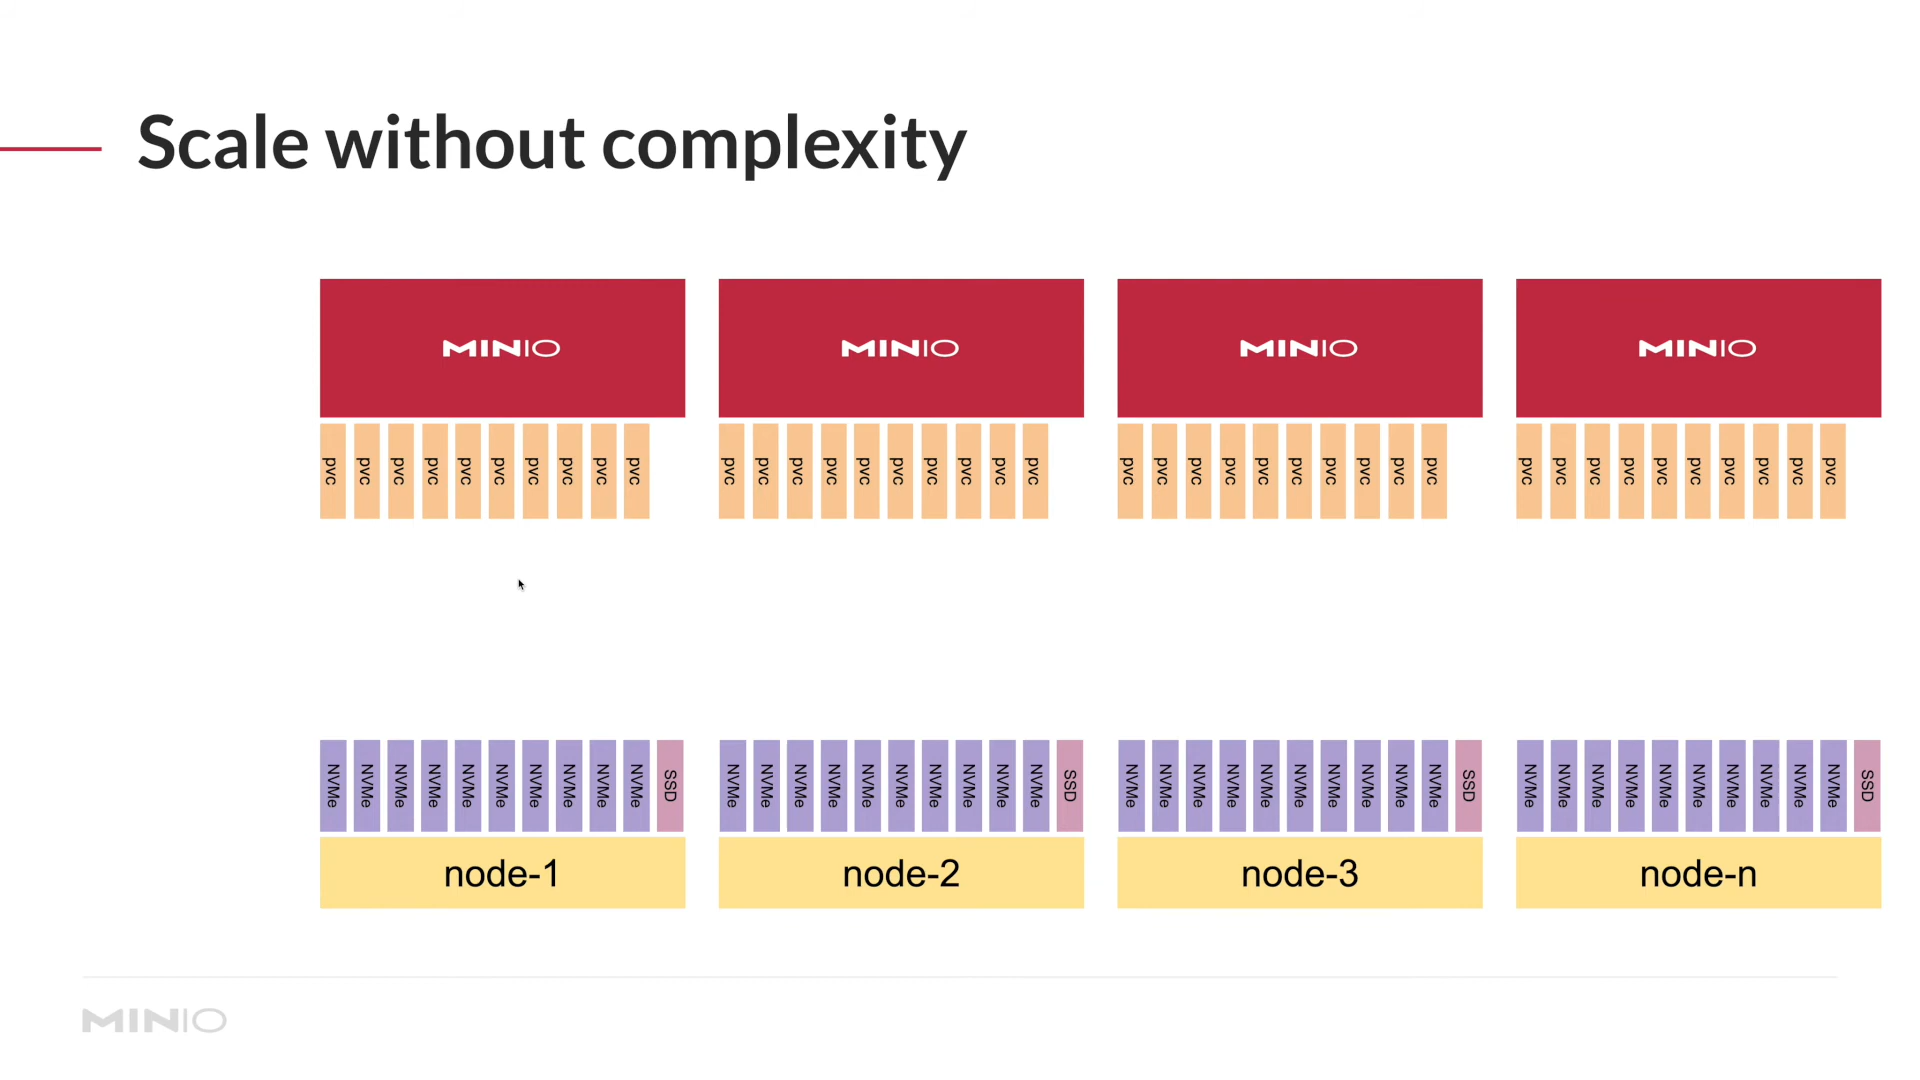 Scale without complexity
MINIO MINIO MINIO MINIO
pvc pvc pvc pvc pvc pvc pvc pvc pvc pvc pvc pvc pvc pvc pvc pvc pvc pvc pvc pvc pvc pvc pvc pvc pvc pvc pvc pvc pvc pvc pvc pvc pvc pvc pvc pvc pvc pvc pvc pvc
NVMe NVMe NVMe NVMe NVMe NVMe NVMe NVMe NVMe NVMe SSD NVMe NVMe NVMe NVMe NVMe NVMe NVMe NVMe NVMe NVMe SSD NVMe NVMe NVMe NVMe NVMe NVMe NVMe NVMe NVMe NVMe SSD NVMe NVMe NVMe NVMe NVMe NVMe NVMe NVMe NVMe NVMe SSD
node-1 node-2 node-3 node-n
MINIO